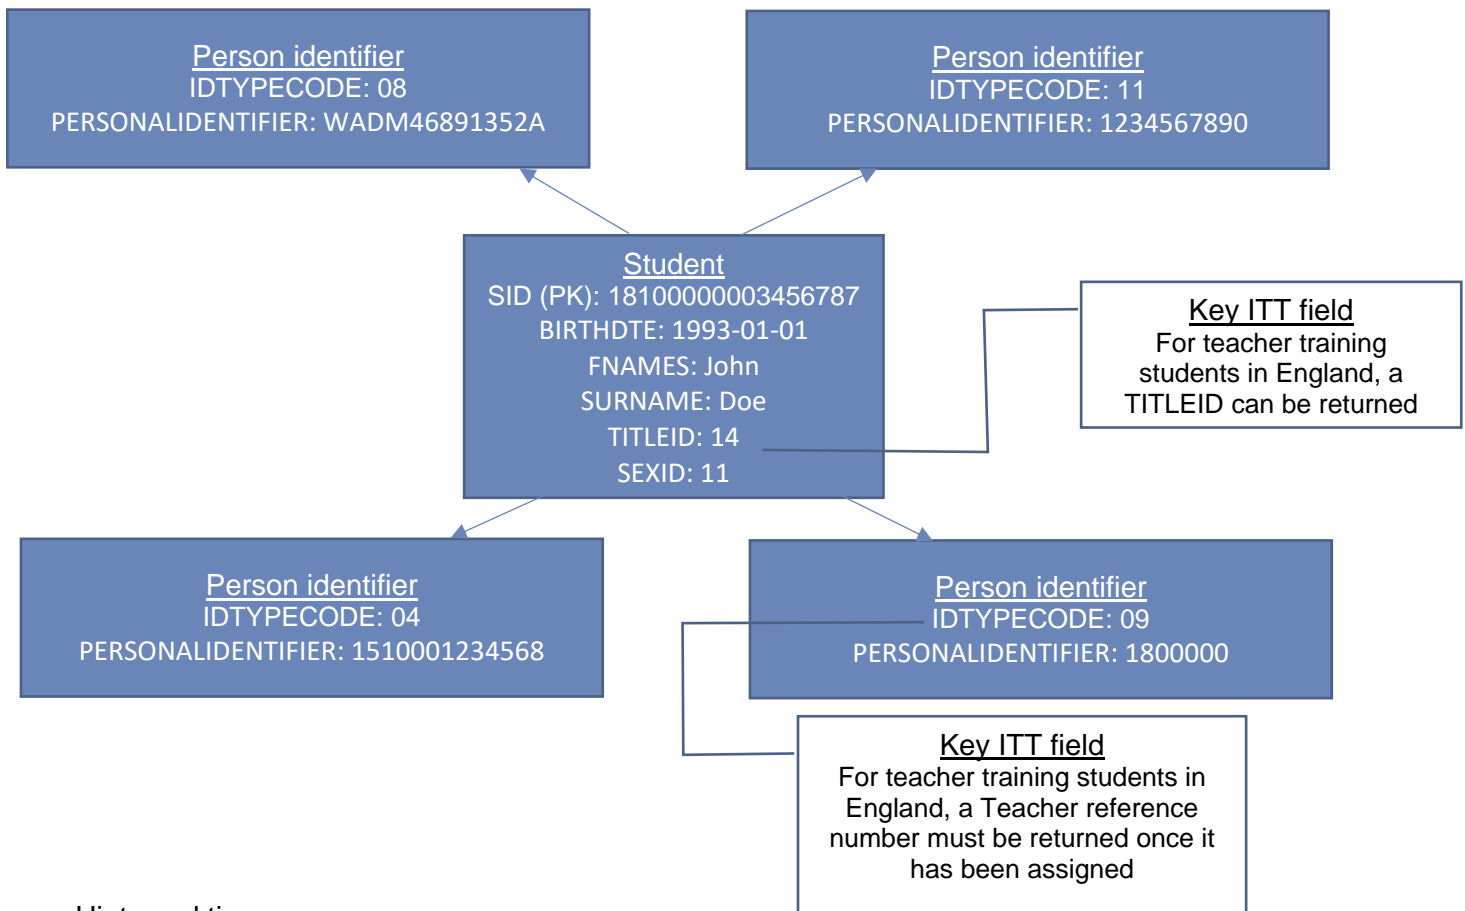 Person identifier
IDTYPECODE: 08
PERSONALIDENTIFIER: WADM46891352A
Person identifier
IDTYPECODE: 11
PERSONALIDENTIFIER: 1234567890
Student
SID (PK): 18100000003456787
BIRTHDTE: 1993-01-01
FNAMES: John
SURNAME: Doe
TITLEID: 14
SEXID: 11
Key ITT field
For teacher training
students in England, a
TITLEID can be returned
Person identifier
IDTYPECODE: 04
PERSONALIDENTIFIER: 1510001234568
Person identifier
IDTYPECODE: 09
PERSONALIDENTIFIER: 1800000
Key ITT field
For teacher training students in
England, a Teacher reference
number must be returned once it
has been assigned